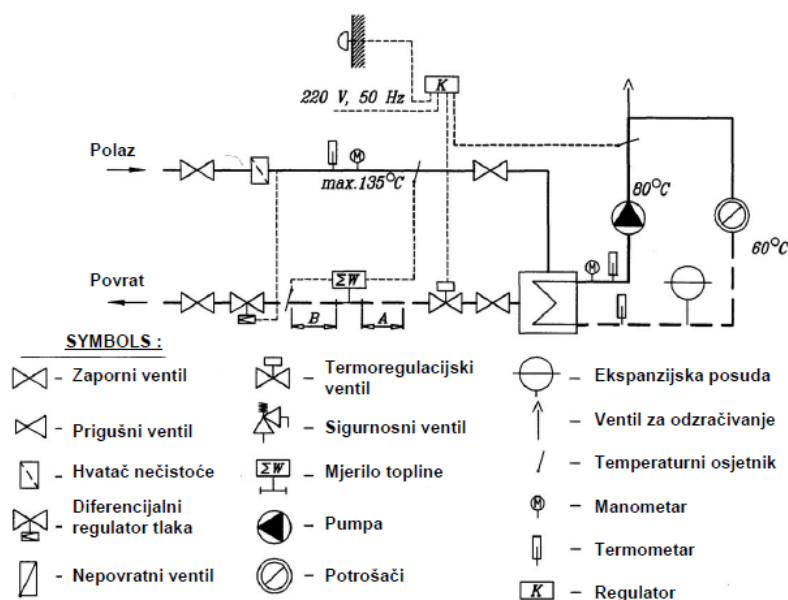 K
220 V, 50 Hz
Polaz
M
max.135°C
80°C
60°C
Povrat
ΣW
M
B
A
SYMBOLS :
- Zaporni ventil
- Prigušni ventil
- Hvatač nečistoće
Diferencijalni
- regulator tlaka
- Nepovratni ventil
Termoregulacijski
- ventil
- Sigurnosni ventil
ΣW
- Mjerilo topline
- Pumpa
- Potrošači
- Ekspanzijska posuda
- Ventil za odzračivanje
- Temperaturni osjetnik
M
- Manometar
- Termometar
K
- Regulator